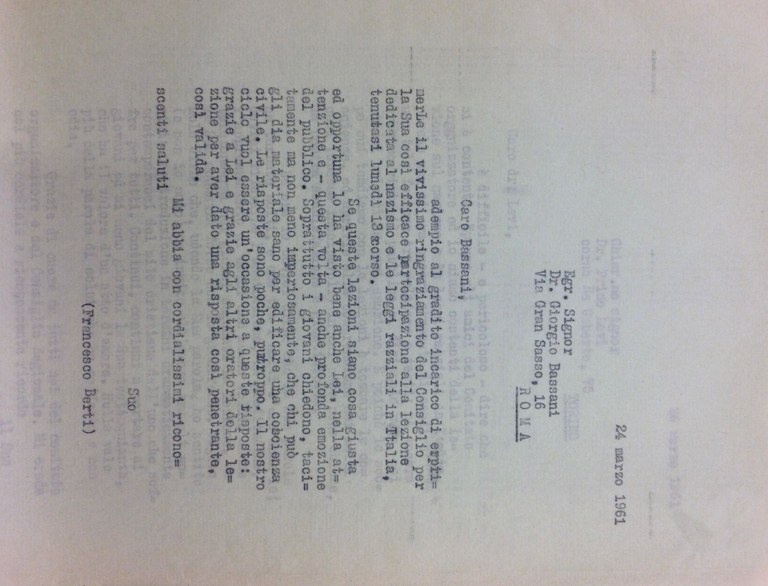 24 marzo 1961
Egr. Signor
Dr. Giorgio Bassani
Via Gran Sasso, 16
R O M A
Caro Bassani,
adempio al gradito incarico di
merLe il vivissimo ringraziamento del Consiglio per
la Sua così efficace partecipazione alla lezione
dedicata al nazismo e le leggi razziali in Ttalia,
tenutasi lunedì 13 scorso.
Se queste lezioni siano cosa giusta
ed opportuna lo ha visto bene anche Lei, nella at=
tenzione e - questa volta - anche profonda emozione
del pubblico. Soprattutto i giovani chiedono, taci=
tamente ma non meno imperiosamente, che chi può
gli dia materiale sano per edificare una coscienza
civile. Le risposte sono poche, purtroppo. Il nostro
ciclo vuol essere un'occasione a queste risposte:
grazie a Lei e grazie agli altri oratori della le=
zione per aver dato una risposta così penetrante,
così valida.
Mi abbia con cordialissimi ricono=
scenti saluti
Suo
(Francesco Berti)